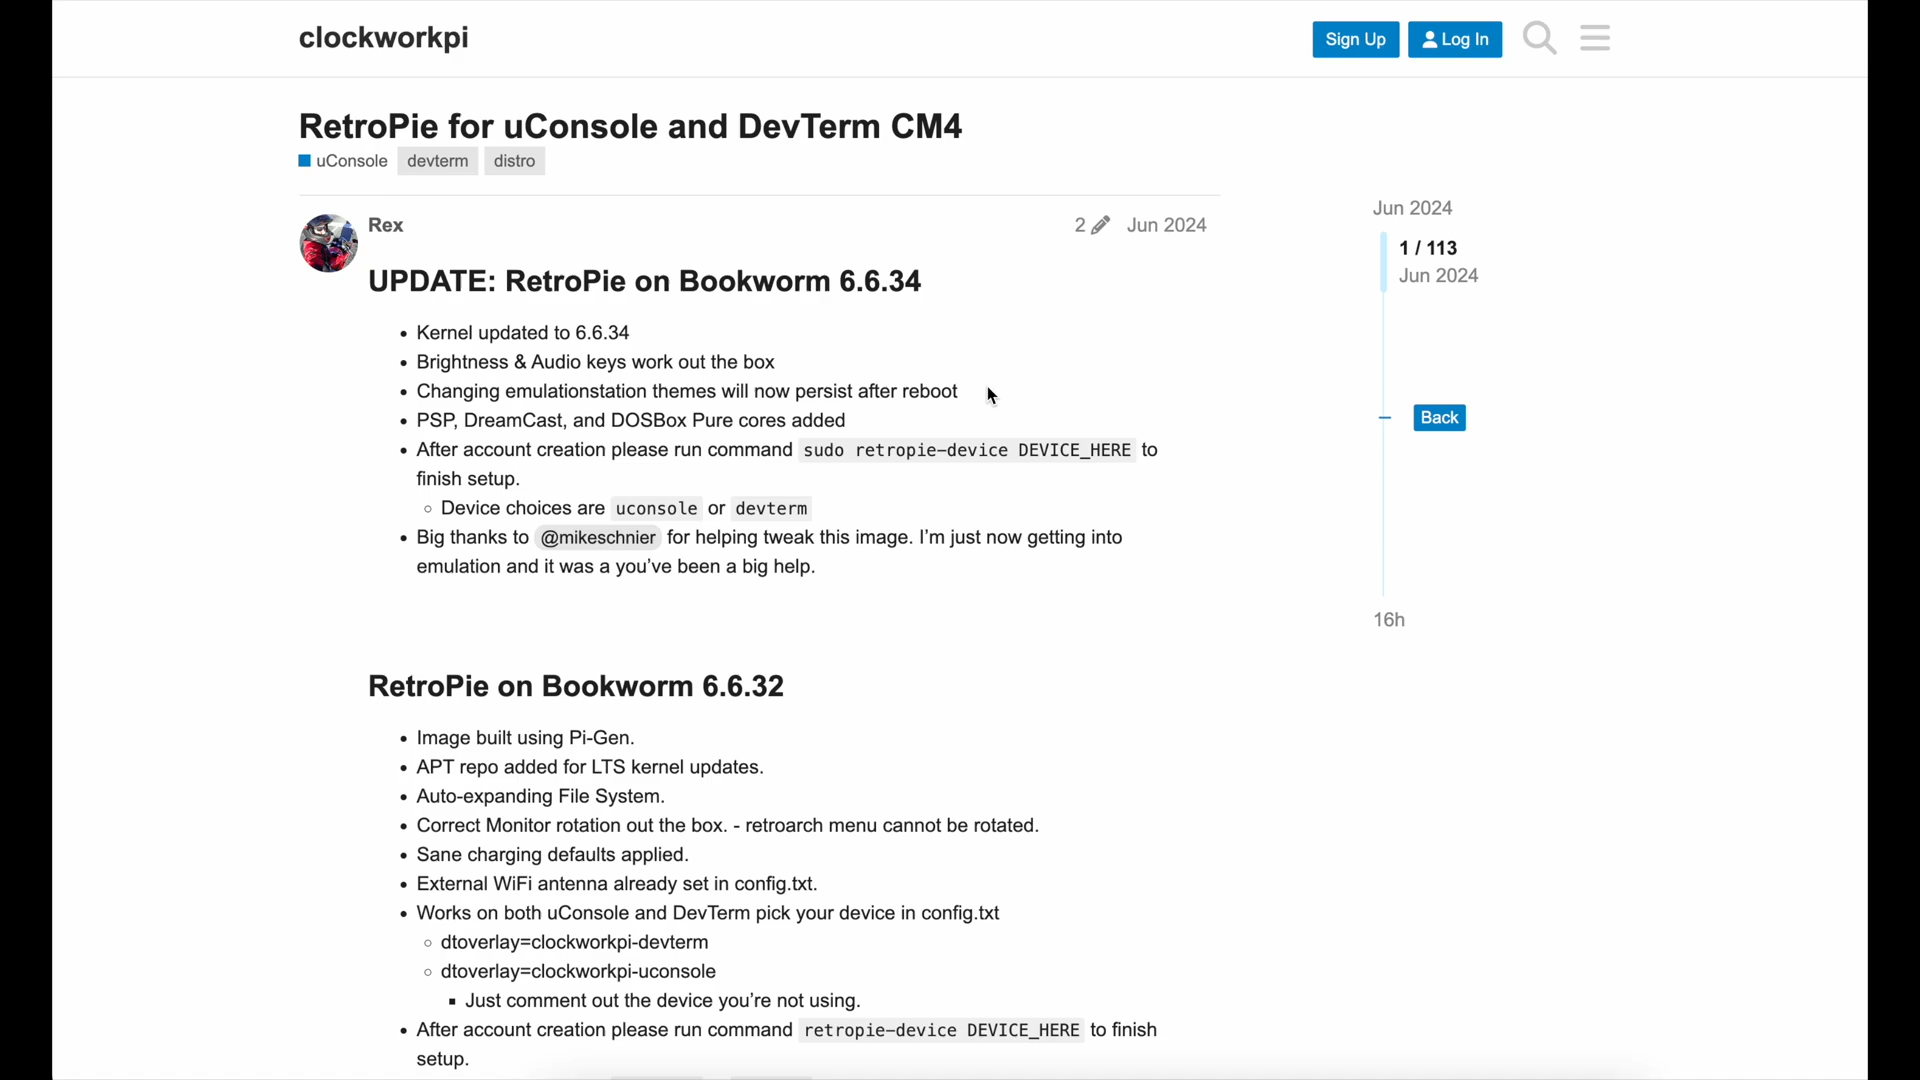 clockworkpi
Sign Up
Log In
RetroPie for uConsole and DevTerm CM4
uConsole devterm distro
Rex
2 Jun 2024
UPDATE: RetroPie on Bookworm 6.6.34
• Kernel updated to 6.6.34
• Brightness & Audio keys work out the box
• Changing emulationstation themes will now persist after reboot
• PSP, DreamCast, and DOSBox Pure cores added
• After account creation please run command sudo retropie-device DEVICE_HERE to
finish setup.
◦ Device choices are uconsole or devterm
• Big thanks to @mikeschnier for helping tweak this image. I’m just now getting into
emulation and it was a you’ve been a big help.
RetroPie on Bookworm 6.6.32
• Image built using Pi-Gen.
• APT repo added for LTS kernel updates.
• Auto-expanding File System.
• Correct Monitor rotation out the box. - retroarch menu cannot be rotated.
• Sane charging defaults applied.
• External WiFi antenna already set in config.txt.
• Works on both uConsole and DevTerm pick your device in config.txt
◦ dtoverlay=clockworkpi-devterm
◦ dtoverlay=clockworkpi-uconsole
▪ Just comment out the device you’re not using.
• After account creation please run command retropie-device DEVICE_HERE to finish
setup.
Jun 2024
1 / 113
Jun 2024
Back
16h